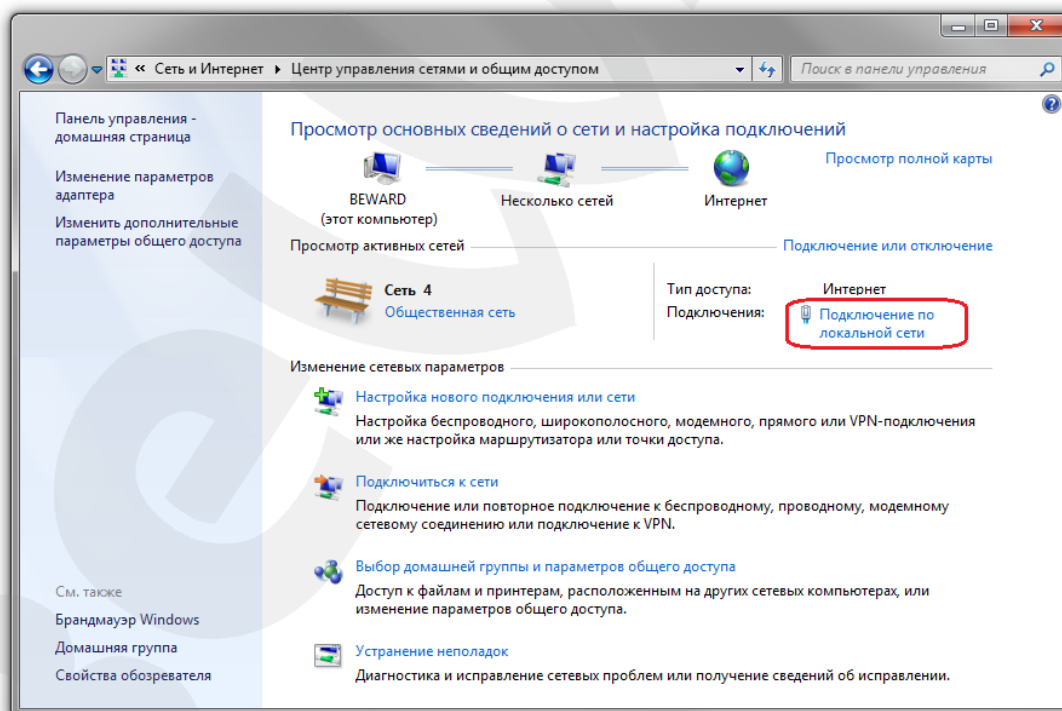 « Сеть и Интернет ▸ Центр управления сетями и общим доступом
Поиск в панели управления
Панель управления -
домашняя страница
Изменение параметров
адаптера
Изменить дополнительные
параметры общего доступа
См. также
Брандмауэр Windows
Домашняя группа
Свойства обозревателя
Просмотр основных сведений о сети и настройка подключений
Просмотр полной карты
BEWARD
(этот компьютер)
Несколько сетей
Интернет
Просмотр активных сетей
Подключение или отключение
Сеть 4
Общественная сеть
Тип доступа: Интернет
Подключения: Подключение по
локальной сети
Изменение сетевых параметров
Настройка нового подключения или сети
Настройка беспроводного, широкополосного, модемного, прямого или VPN-подключения
или же настройка маршрутизатора или точки доступа.
Подключиться к сети
Подключение или повторное подключение к беспроводному, проводному, модемному
сетевому соединению или подключение к VPN.
Выбор домашней группы и параметров общего доступа
Доступ к файлам и принтерам, расположенным на других сетевых компьютерах, или
изменение параметров общего доступа.
Устранение неполадок
Диагностика и исправление сетевых проблем или получение сведений об исправлении.